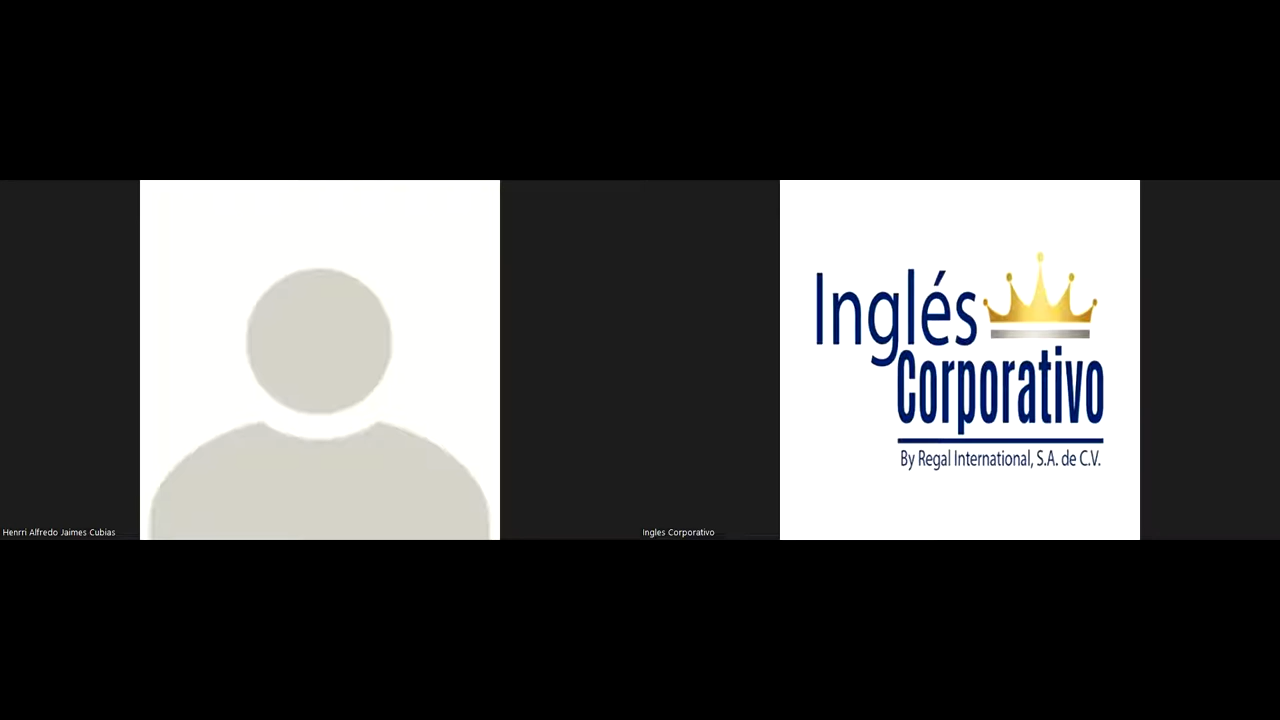 Inglés
Corporativo
By Regal International, S.A. de C.V.
Henrri Alfredo Jaimes Cubias
Ingles Corporativo